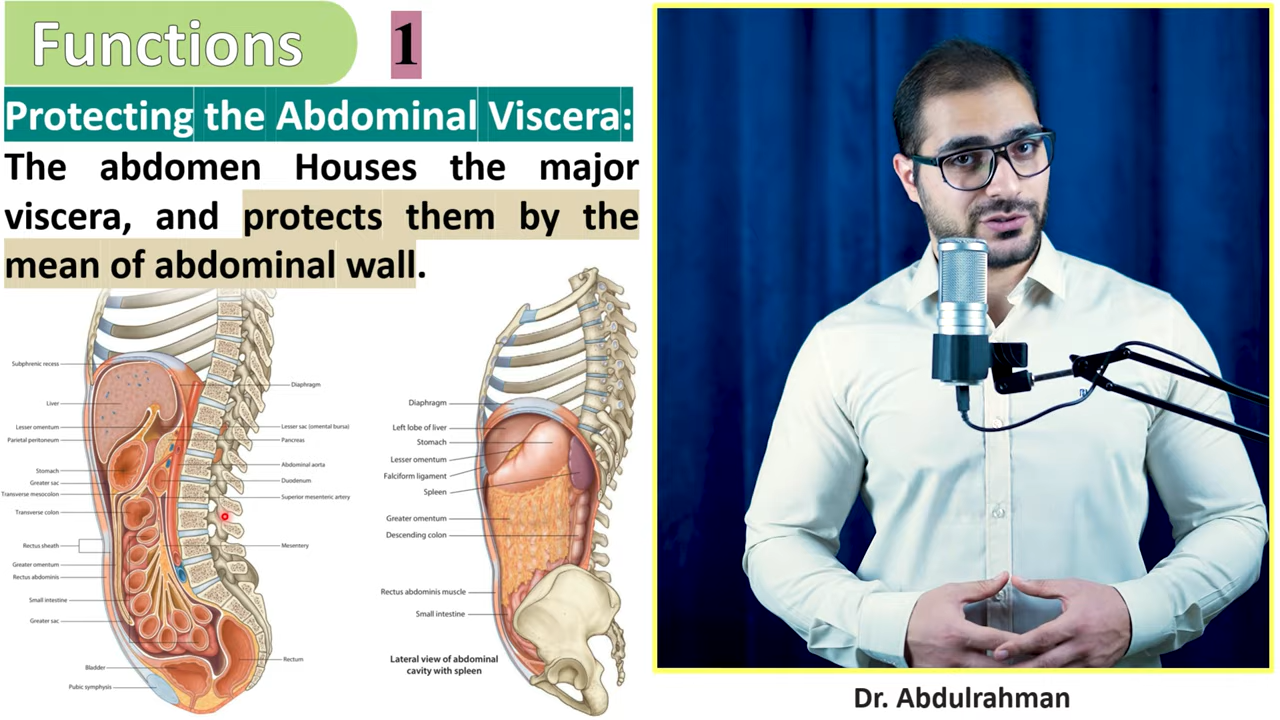 Functions
1
Protecting the Abdominal Viscera:
The abdomen Houses the major
viscera, and protects them by the
mean of abdominal wall.
Subphrenic recess
Liver
Lesser omentum
Parietal peritoneum
Stomach
Greater sac
Transverse mesocolon
Transverse colon
Rectus sheath
Greater omentum
Rectus abdominis
Small intestine
Greater sac
Bladder
Pubic symphysis
Diaphragm
Lesser sac (omental bursa)
Pancreas
Abdominal aorta
Duodenum
Superior mesenteric artery
Mesentery
Rectum
Diaphragm
Left lobe of liver
Stomach
Lesser omentum
Falciform ligament
Spleen
Greater omentum
Descending colon
Rectus abdominis muscle
Small intestine
Lateral view of abdominal
cavity with spleen
Dr. Abdulrahman